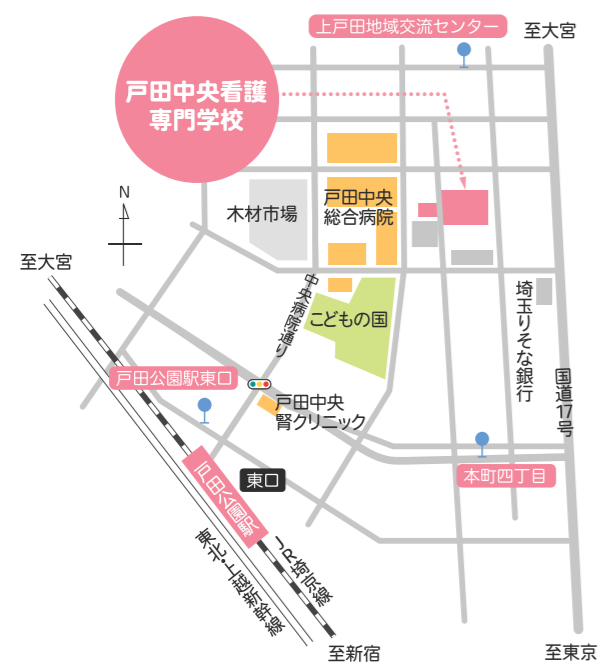 上戸田地域交流センター
至大宮
戸田中央看護
専門学校
N
木材市場
戸田中央
総合病院
至大宮
中央病院通り
こどもの国
埼玉りそな銀行
国道17号
戸田公園駅東口
戸田中央
腎クリニック
本町四丁目
東口
戸田公園駅
JR埼京線
東北・上越新幹線
至新宿
至東京